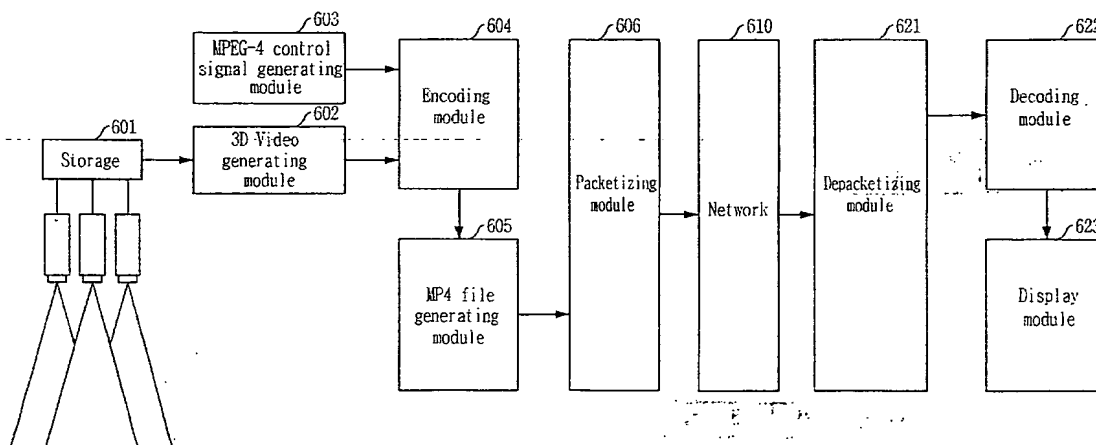 603
MPEG-4 control
signal generating
module
601
Storage
602
3D Video
generating
module
604
Encoding
module
605
MP4 file
generating
module
606
Packetizing
module
610
Network
621
Depacketizing
module
622
Decoding
module
623
Display
module